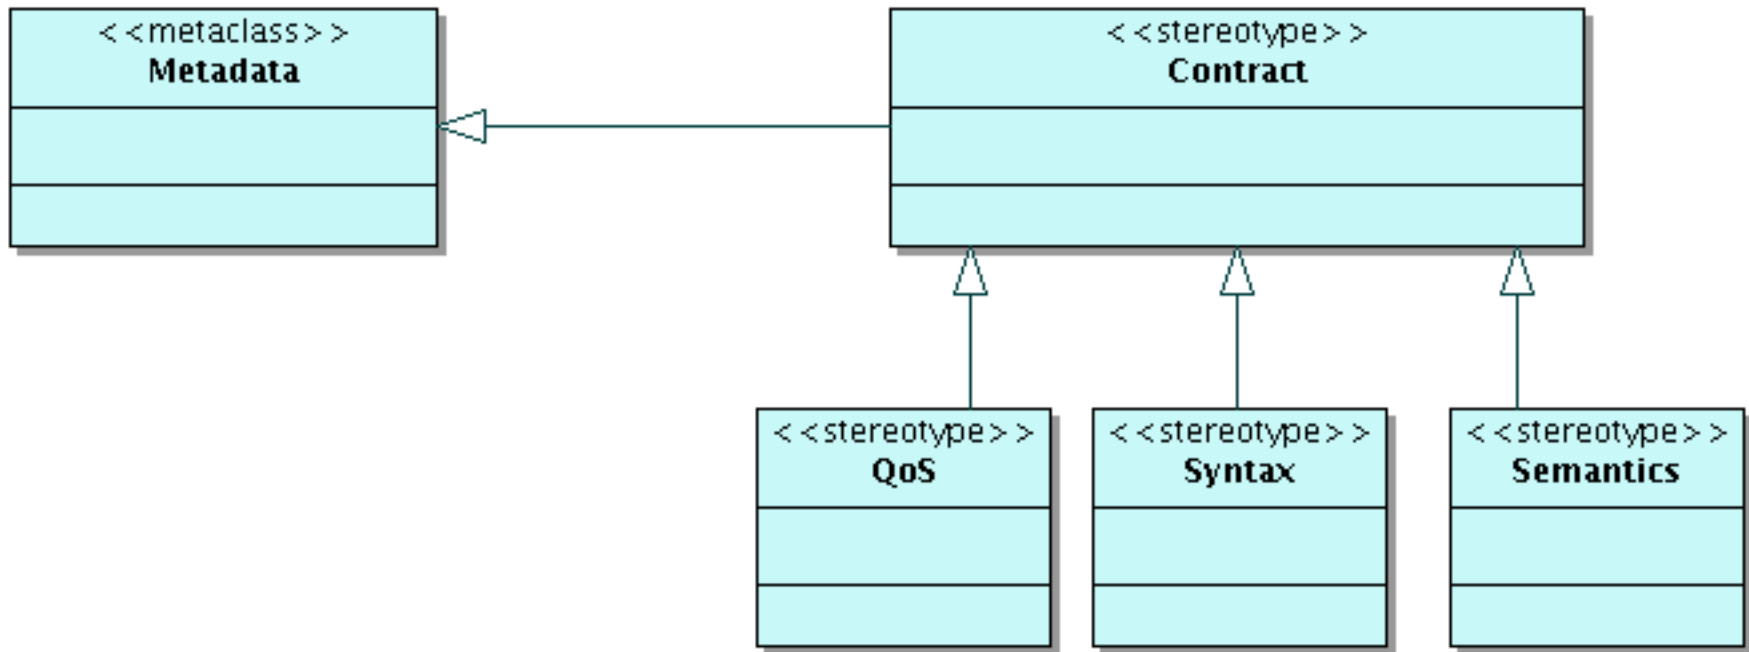 <<metaclass>>
Metadata
<<stereotype>>
Contract
<<stereotype>>
QoS
<<stereotype>>
Syntax
<<stereotype>>
Semantics